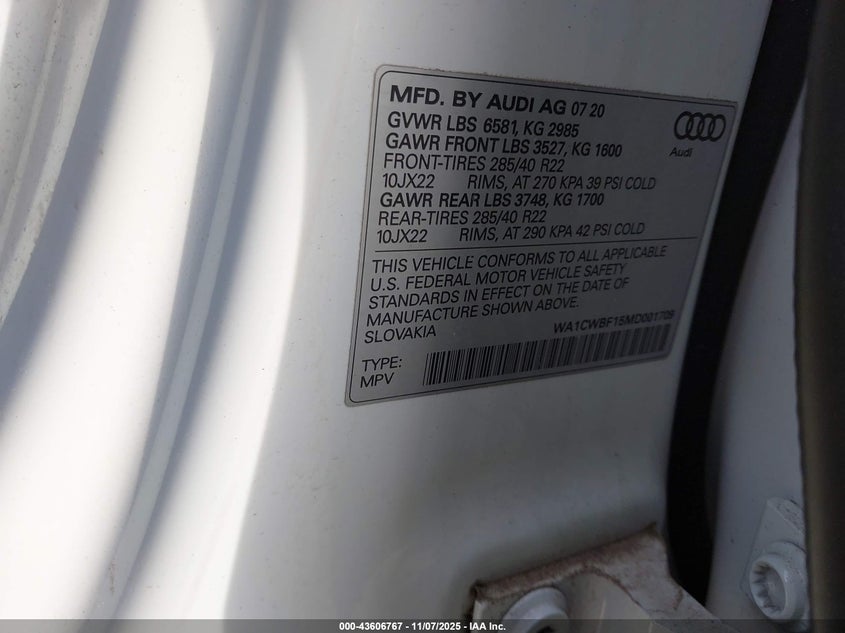 MFD. BY AUDI AG 07 20
GVWR LBS 6581, KG 2985
GAWR FRONT LBS 3527, KG 1600
FRONT-TIRES 285/40 R22
10JX22 RIMS, AT 270 KPA 39 PSI COLD
GAWR REAR LBS 3748, KG 1700
REAR-TIRES 285/40 R22
10JX22 RIMS, AT 290 KPA 42 PSI COLD
Audi
THIS VEHICLE CONFORMS TO ALL APPLICABLE
U.S. FEDERAL MOTOR VEHICLE SAFETY
STANDARDS IN EFFECT ON THE DATE OF
MANUFACTURE SHOWN ABOVE.
SLOVAKIA
WA1CWBF15MD001709
TYPE:
MPV
000-43606767 - 11/07/2025 - IAA Inc.